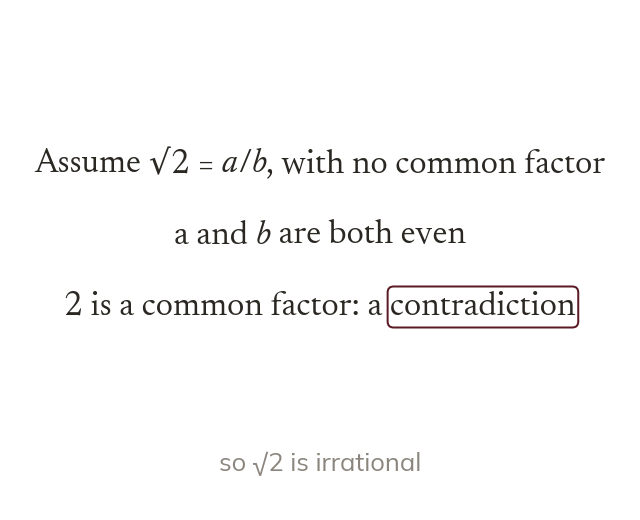 Assume √2 = a/b, with no common factor
a and b are both even
2 is a common factor: a contradiction
so √2 is irrational